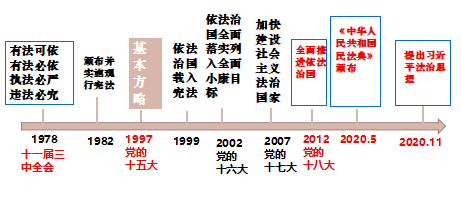 有法可依
有法必依
执法必严
违法必究
颁布并
实施现
行宪法
基本方略
依法治
国载入
宪法
依法治
国全面
落实列
入全面
小康目
标
加快
建设
社会
主义
法治
国家
全面推
进依法
治国
《中华人
民共和国
民法典》
颁布
提出习近
平法治思
想
1978
十一届三
中全会
1982
1997
党的
十五大
1999
2002
党的
十六大
2007
党的
十七大
2012
党的
十八大
2020.5
2020.11